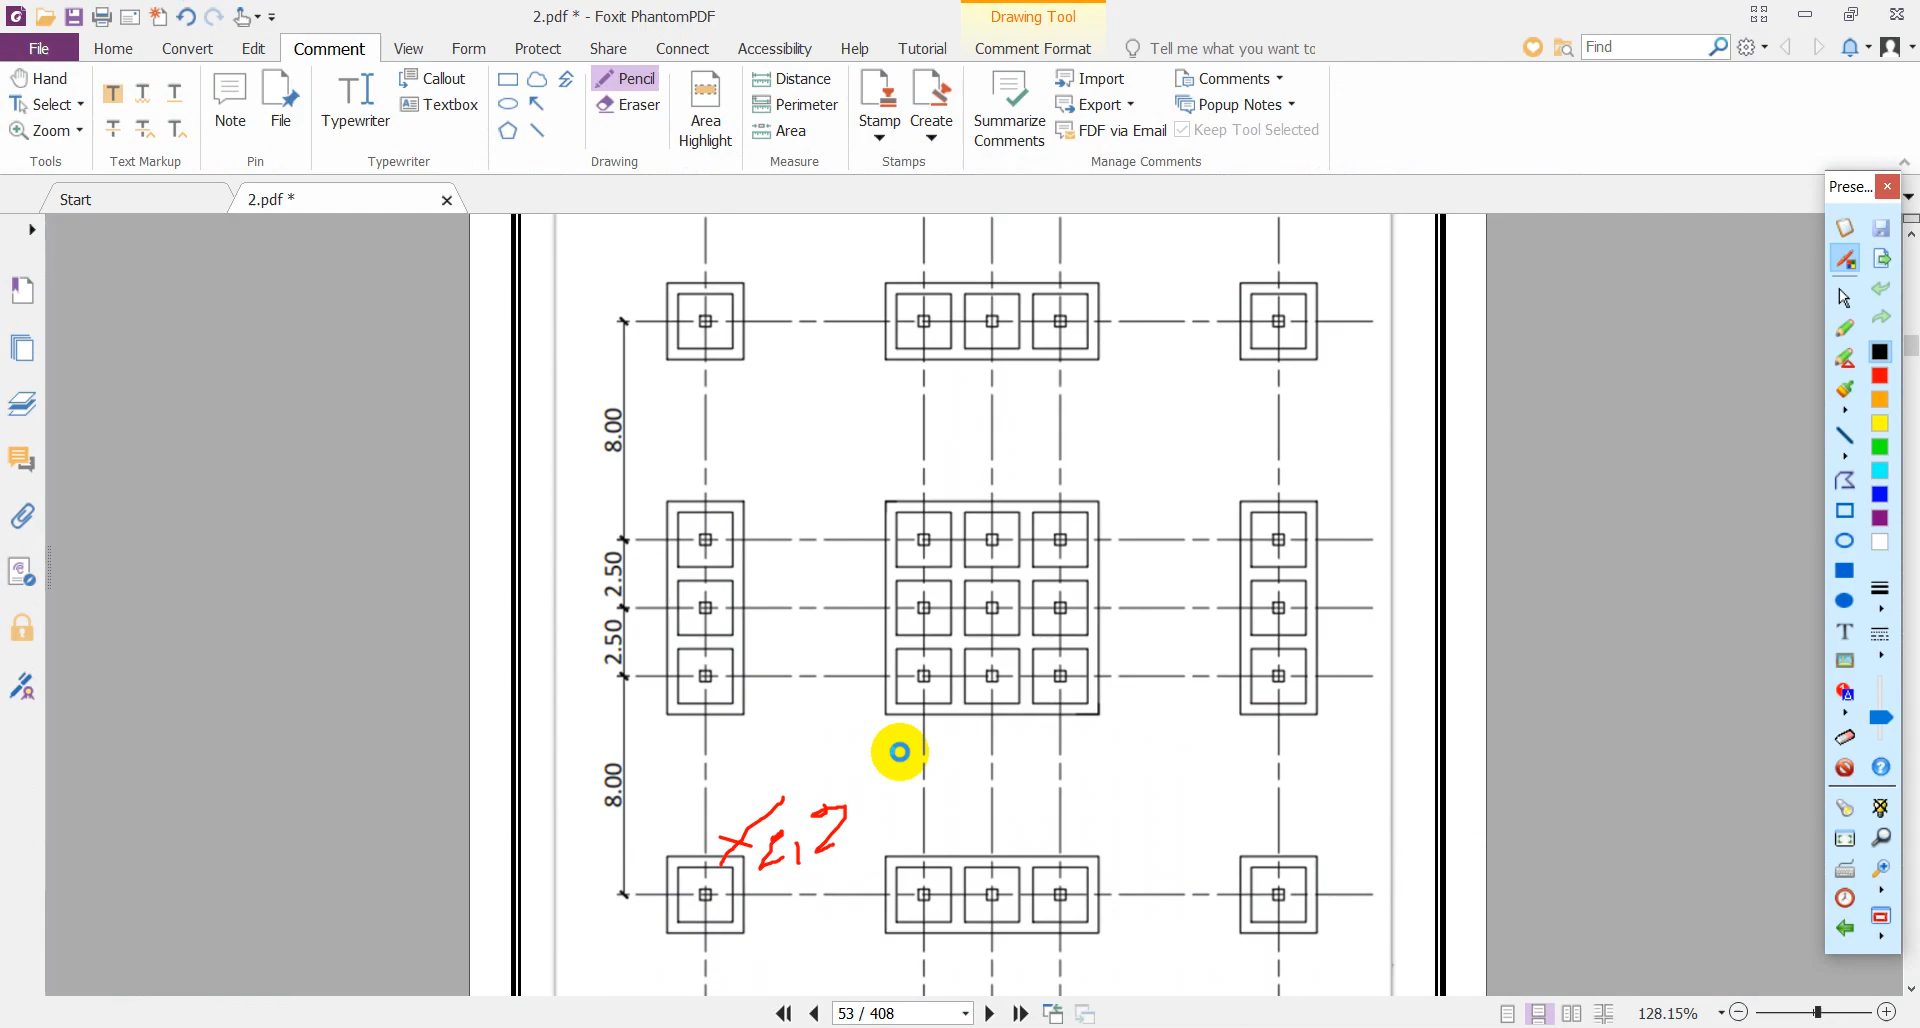 2.pdf * - Foxit PhantomPDF
Drawing Tool
File Home Convert Edit Comment View Form Protect Share Connect Accessibility Help Tutorial Comment Format Tell me what you want to Find
Hand
Select
Zoom
Tools
Text Markup
Note
File
Pin
Typewriter
Callout
Textbox
Typewriter
Pencil
Eraser
Drawing
Area Highlight
Distance
Perimeter
Area
Measure
Stamp
Create
Stamps
Summarize Comments
Import
Export
FDF via Email
Comments
Popup Notes
Keep Tool Selected
Manage Comments
Start
2.pdf *
Prese...
8.00
2.50
2.50
8.00
53 / 408
128.15%